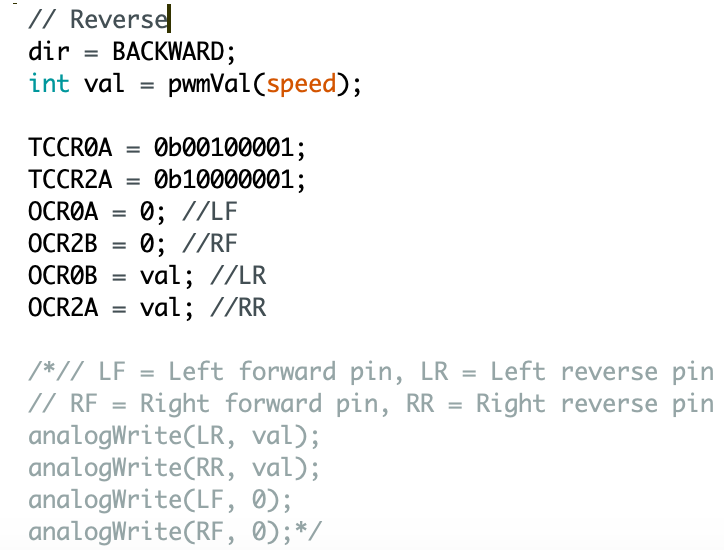 // Reverse
dir = BACKWARD;
int val = pwmVal(speed);
TCCR0A = 0b00100001;
TCCR2A = 0b10000001;
OCR0A = 0; //LF
OCR2B = 0; //RF
OCR0B = val; //LR
OCR2A = val; //RR
/*// LF = Left forward pin, LR = Left reverse pin
// RF = Right forward pin, RR = Right reverse pin
analogWrite(LR, val);
analogWrite(RR, val);
analogWrite(LF, 0);
analogWrite(RF, 0);*/